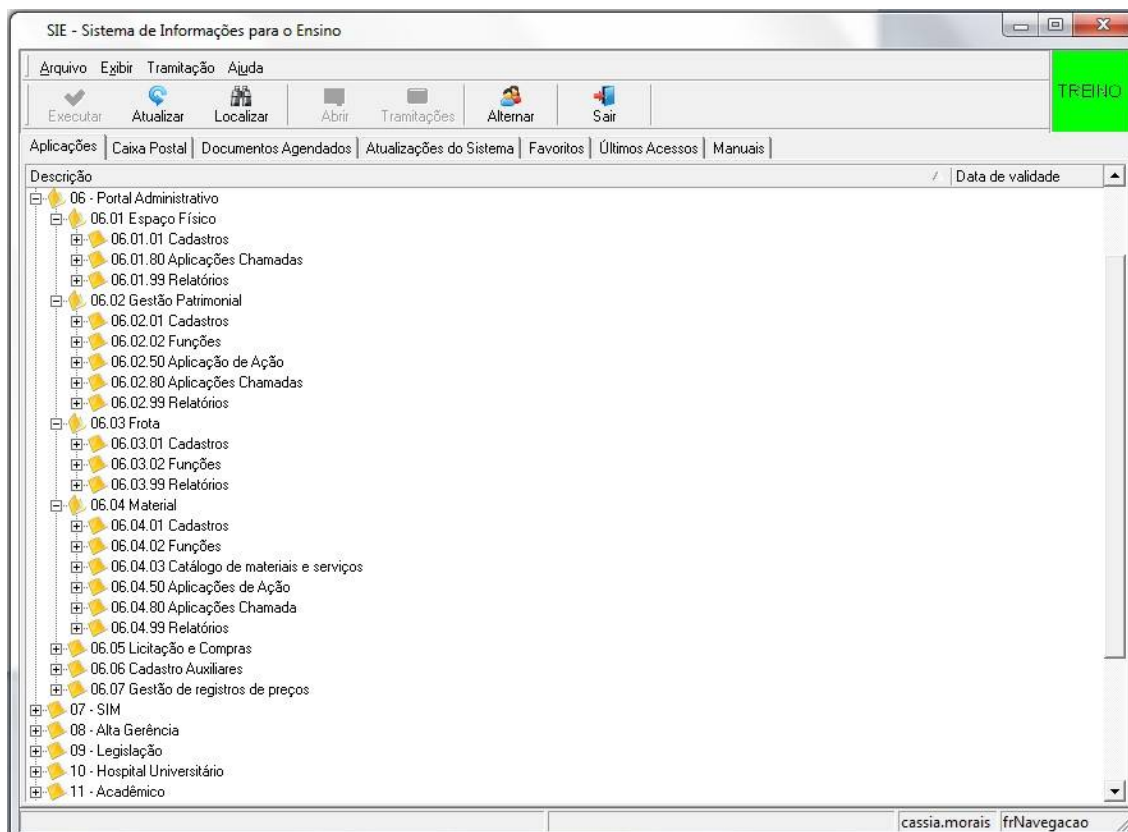 SIE - Sistema de Informações para o Ensino
Arquivo Exibir Tramitação Ajuda
TREINO
Executar Atualizar Localizar Abrir Tramitações Alternar Sair
Aplicações Caixa Postal Documentos Agendados Atualizações do Sistema Favoritos Últimos Acessos Manuais
Descrição Data de validade
06 - Portal Administrativo
06.01 Espaço Físico
06.01.01 Cadastros
06.01.80 Aplicações Chamadas
06.01.99 Relatórios
06.02 Gestão Patrimonial
06.02.01 Cadastros
06.02.02 Funções
06.02.50 Aplicação de Ação
06.02.80 Aplicações Chamadas
06.02.99 Relatórios
06.03 Frota
06.03.01 Cadastros
06.03.02 Funções
06.03.99 Relatórios
06.04 Material
06.04.01 Cadastros
06.04.02 Funções
06.04.03 Catálogo de materiais e serviços
06.04.50 Aplicações de Ação
06.04.80 Aplicações Chamada
06.04.99 Relatórios
06.05 Licitação e Compras
06.06 Cadastro Auxiliares
06.07 Gestão de registros de preços
07 - SIM
08 - Alta Gerência
09 - Legislação
10 - Hospital Universitário
11 - Acadêmico
cassia.morais frNavegacao